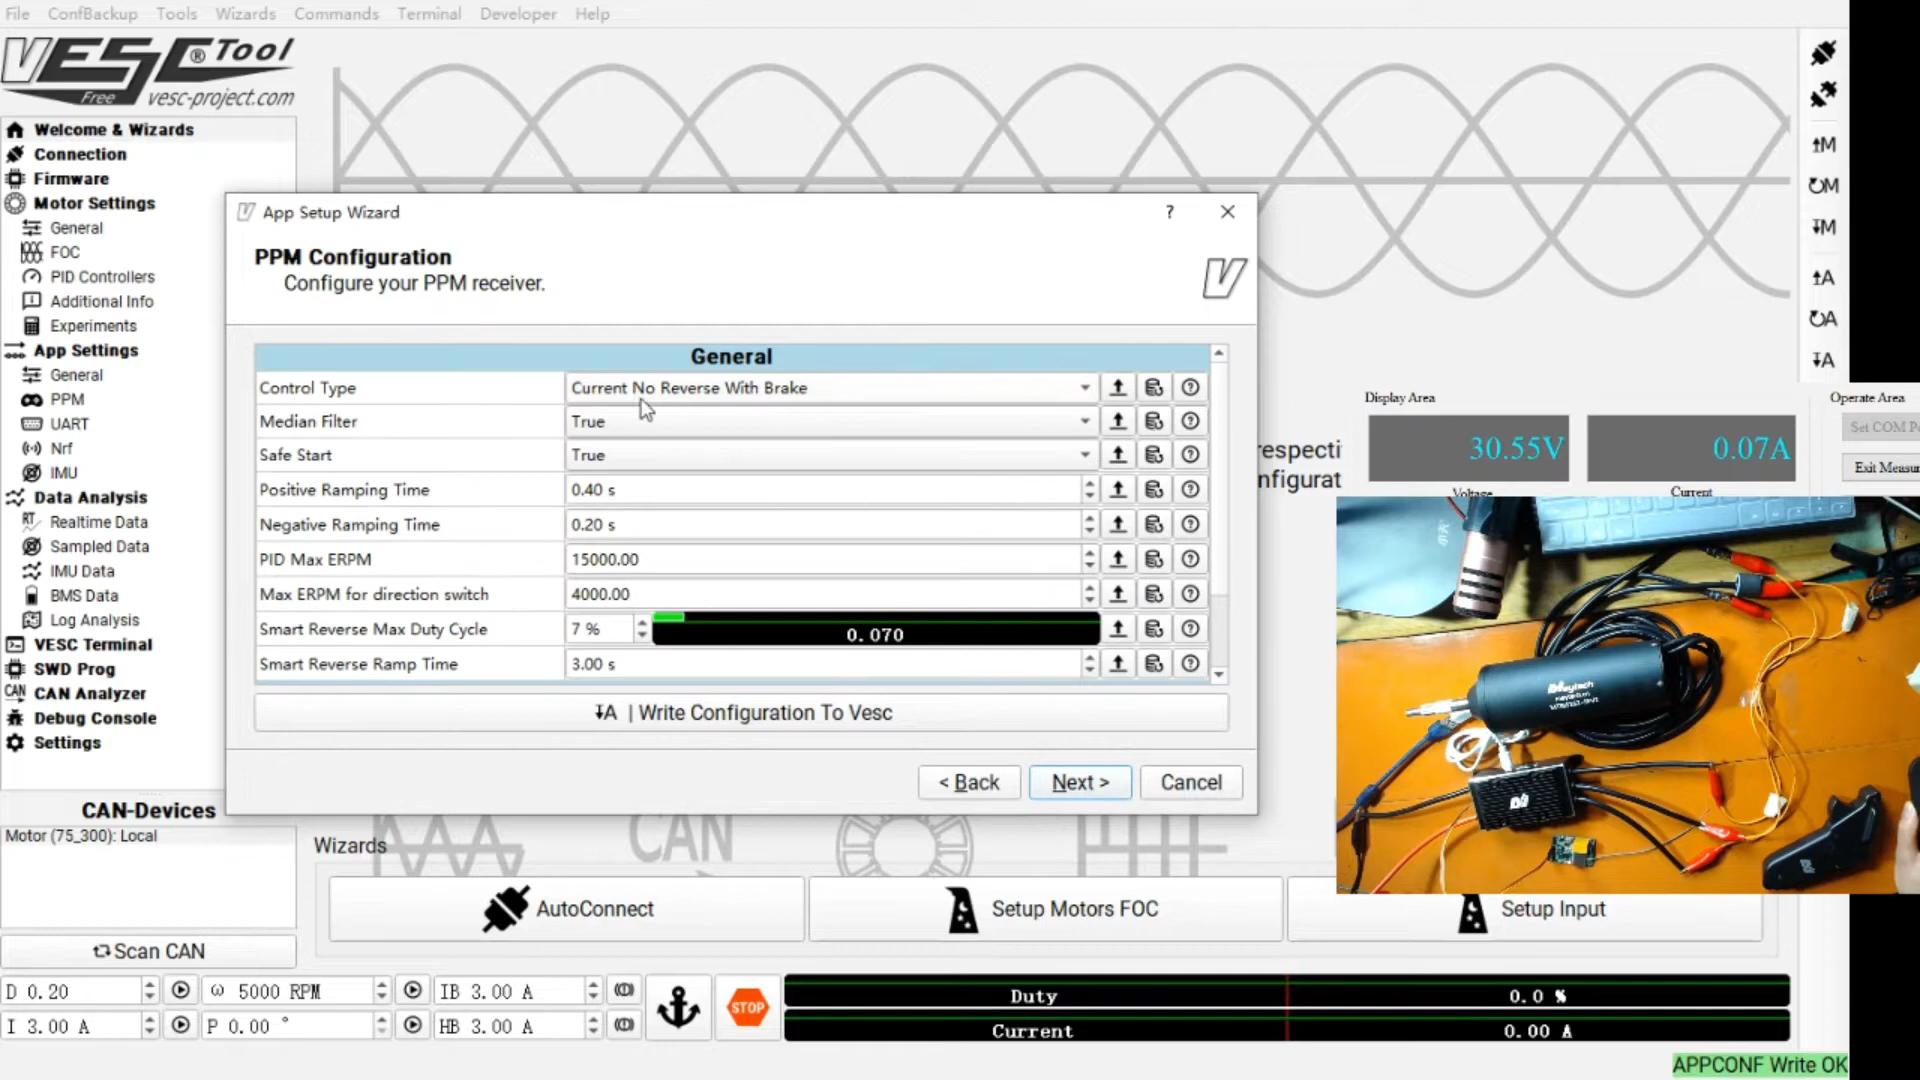 File ConfBackup Tools Wizards Commands Terminal Developer Help
VESC® Tool
Free vesc-project.com
Welcome & Wizards
Connection
Firmware
Motor Settings
General
FOC
PID Controllers
Additional Info
Experiments
App Settings
General
PPM
UART
Nrf
IMU
Data Analysis
RT Realtime Data
Sampled Data
IMU Data
BMS Data
Log Analysis
VESC Terminal
SWD Prog
CAN CAN Analyzer
Debug Console
Settings
CAN-Devices
Motor (75_300): Local
Scan CAN
App Setup Wizard ?
PPM Configuration
Configure your PPM receiver.
General
Control Type Current No Reverse With Brake
Median Filter True
Safe Start True
Positive Ramping Time 0.40 s
Negative Ramping Time 0.20 s
PID Max ERPM 15000.00
Max ERPM for direction switch 4000.00
Smart Reverse Max Duty Cycle 7 % 0.070
Smart Reverse Ramp Time 3.00 s
A | Write Configuration To Vesc
< Back Next > Cancel
M
M
M
A
A
A
respecti
nfigurat
Display Area Operate Area
30.55V 0.07A
Set COM Po
Exit Measur
Voltage Current
CAN
Wizards
AutoConnect Setup Motors FOC Setup Input
D 0.20 ω 5000 RPM IB 3.00 A
I 3.00 A P 0.00 ° HB 3.00 A
STOP
Duty 0.0 %
Current 0.00 A
APPCONF Write OK